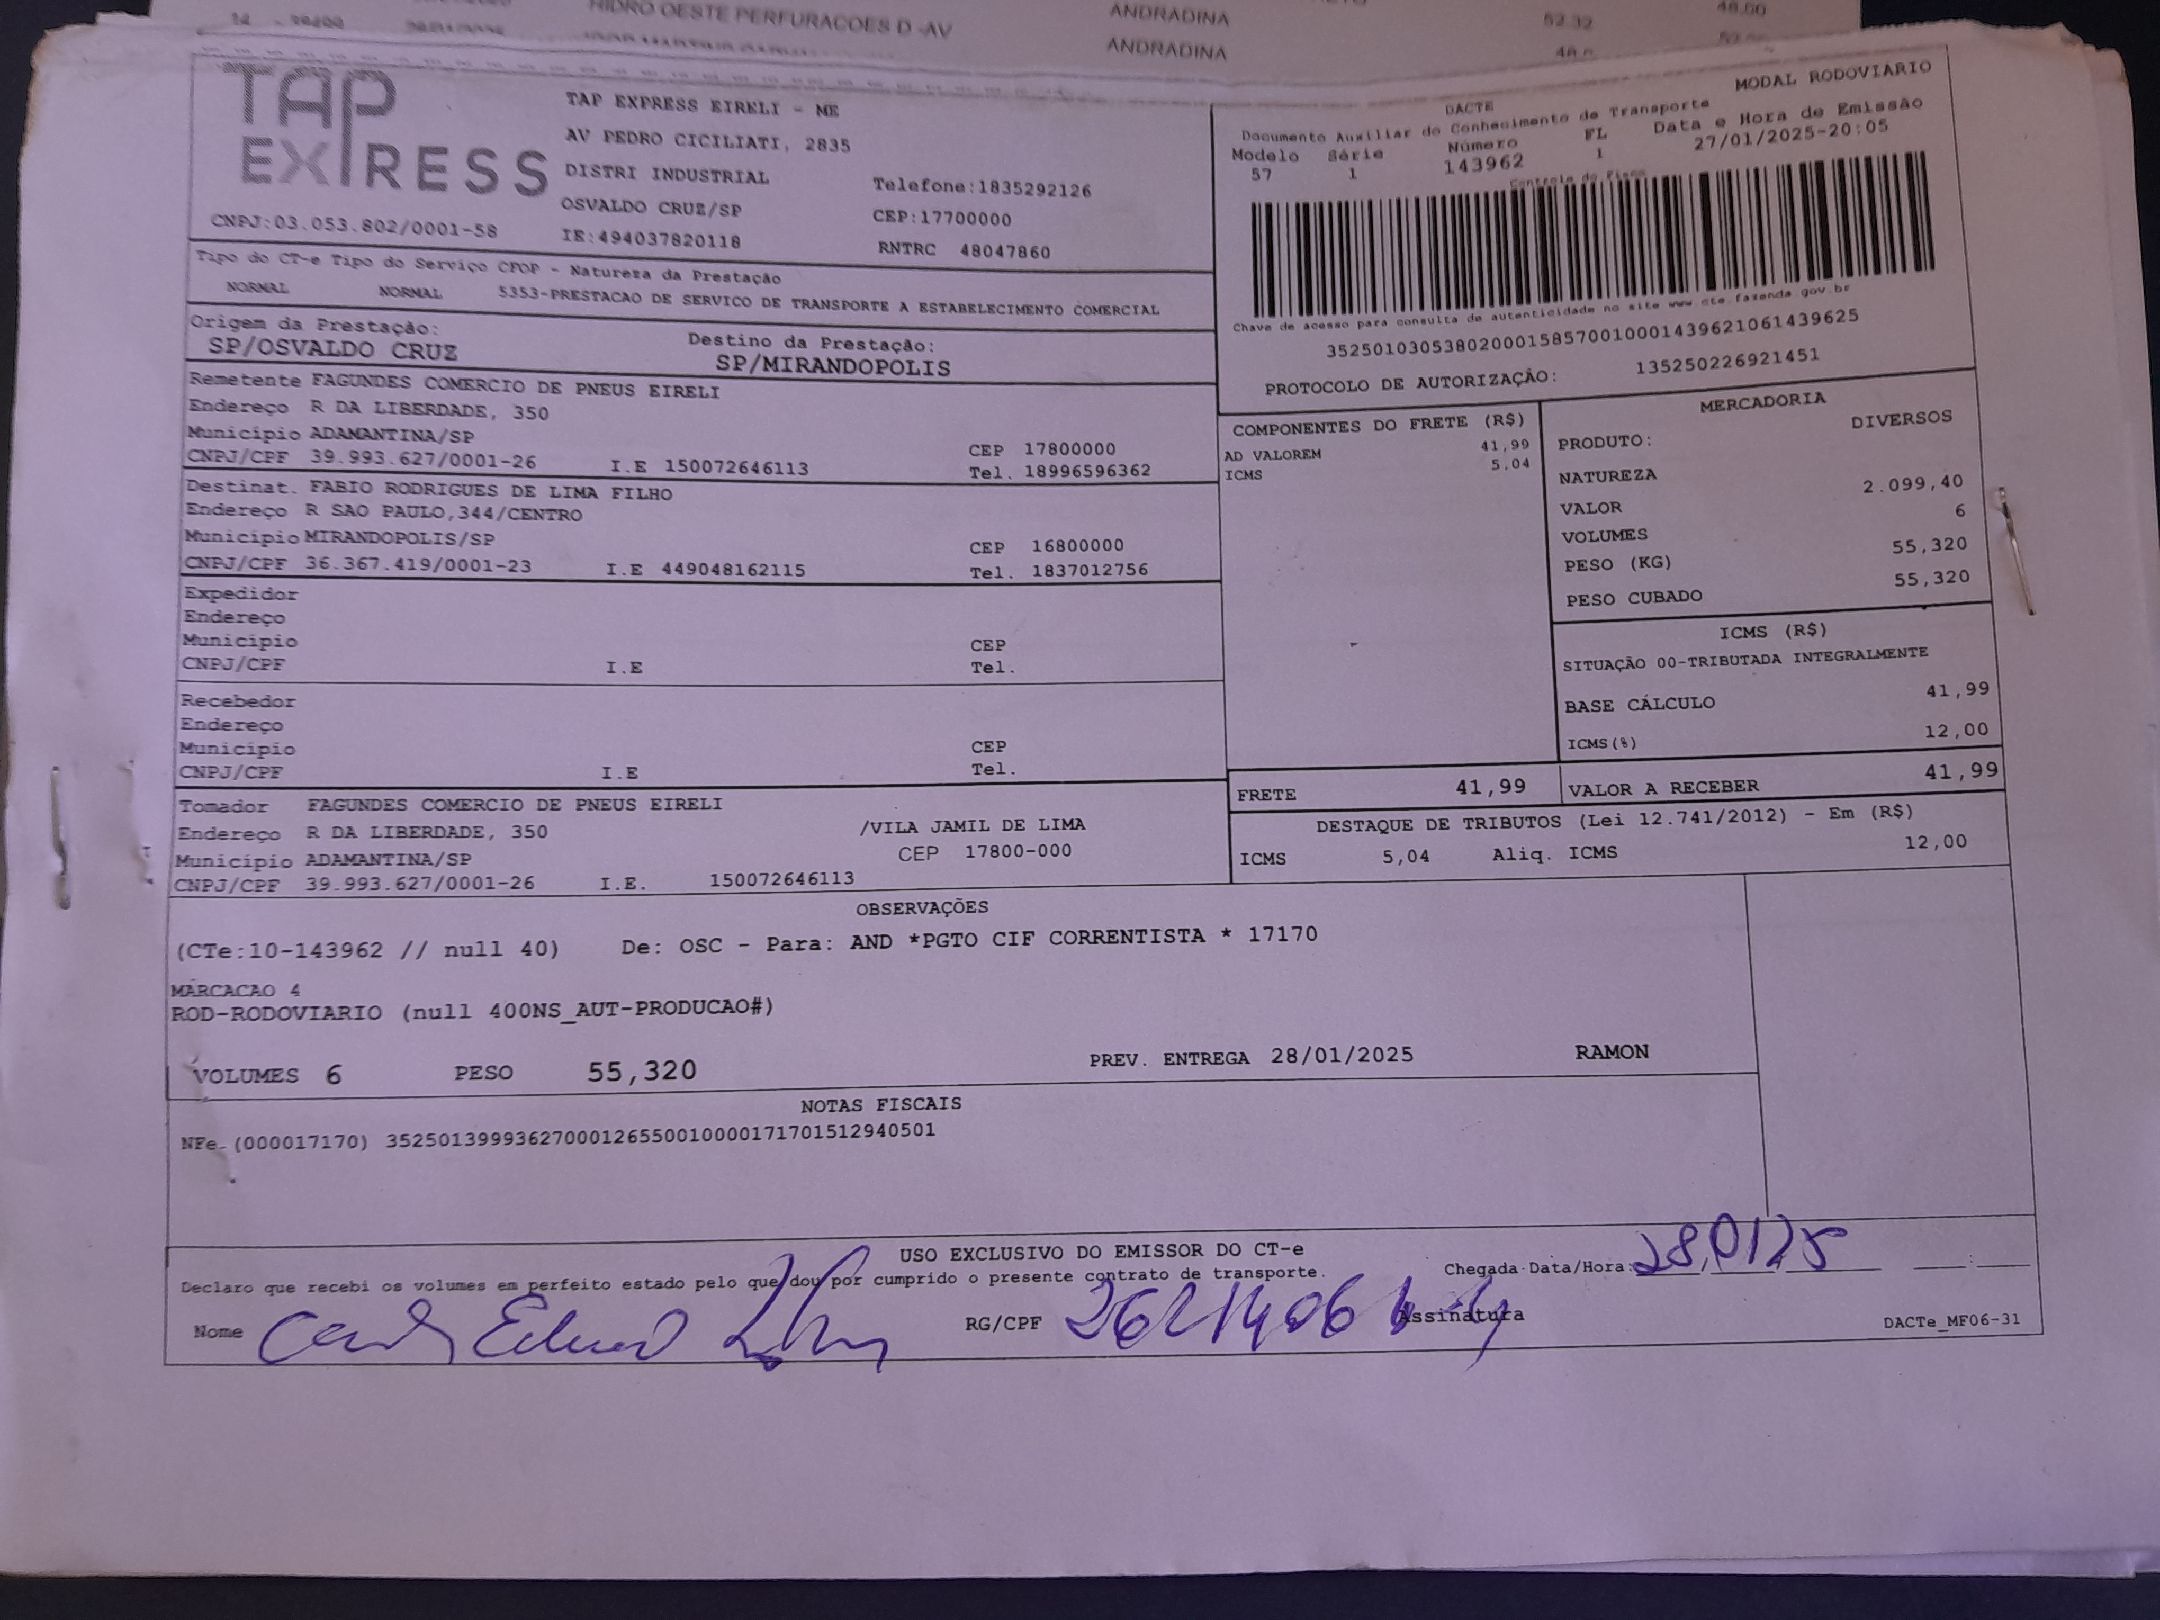 HIDRO OESTE PERFURACOES D -AV ANDRADINA 52.32 48.60
ANDRADINA
TAP EXPRESS
CNPJ:03.053.802/0001-58
TAP EXPRESS EIRELI - ME
AV PEDRO CICILIATI, 2835
DISTRI INDUSTRIAL Telefone:1835292126
OSVALDO CRUZ/SP CEP:17700000
IE:494037820118 RNTRC 48047860
MODAL RODOVIARIO
DACTE
Documento Auxiliar do Conhecimento de Transporte
Modelo Série Número FL Data e Hora de Emissão
57 1 143962 1 27/01/2025-20:05
Controle do Fisco
Chave de acesso para consulta de autenticidade no site www.cte.fazenda.gov.br
35250103053802000158570010001439621061439625
PROTOCOLO DE AUTORIZAÇÃO: 135250226921451
Tipo do CT-e Tipo do Serviço CFOP - Natureza da Prestação
NORMAL NORMAL 5353-PRESTACAO DE SERVICO DE TRANSPORTE A ESTABELECIMENTO COMERCIAL
Origem da Prestação: Destino da Prestação:
SP/OSVALDO CRUZ SP/MIRANDOPOLIS
Remetente FAGUNDES COMERCIO DE PNEUS EIRELI
Endereço R DA LIBERDADE, 350
Município ADAMANTINA/SP CEP 17800000
CNPJ/CPF 39.993.627/0001-26 I.E 150072646113 Tel. 18996596362
Destinat. FABIO RODRIGUES DE LIMA FILHO
Endereço R SAO PAULO,344/CENTRO
Município MIRANDOPOLIS/SP CEP 16800000
CNPJ/CPF 36.367.419/0001-23 I.E 449048162115 Tel. 1837012756
Expedidor
Endereço
Município CEP
CNPJ/CPF I.E Tel.
Recebedor
Endereço
Município CEP
CNPJ/CPF I.E Tel.
Tomador FAGUNDES COMERCIO DE PNEUS EIRELI
Endereço R DA LIBERDADE, 350 /VILA JAMIL DE LIMA
Município ADAMANTINA/SP CEP 17800-000
CNPJ/CPF 39.993.627/0001-26 I.E. 150072646113
COMPONENTES DO FRETE (R$)
AD VALOREM 41,99
ICMS 5,04
MERCADORIA
PRODUTO: DIVERSOS
NATUREZA
VALOR 2.099,40
VOLUMES 6
PESO (KG) 55,320
PESO CUBADO 55,320
ICMS (R$)
SITUAÇÃO 00-TRIBUTADA INTEGRALMENTE
BASE CÁLCULO 41,99
ICMS(%) 12,00
FRETE 41,99 VALOR A RECEBER 41,99
DESTAQUE DE TRIBUTOS (Lei 12.741/2012) - Em (R$)
ICMS 5,04 Aliq. ICMS 12,00
OBSERVAÇÕES
(CTe:10-143962 // null 40) De: OSC - Para: AND *PGTO CIF CORRENTISTA * 17170
MARCACAO 4
ROD-RODOVIARIO (null 400NS_AUT-PRODUCAO#)
VOLUMES 6 PESO 55,320 PREV. ENTREGA 28/01/2025 RAMON
NOTAS FISCAIS
NFe-(000017170) 35250139993627000126550010000171701512940501
USO EXCLUSIVO DO EMISSOR DO CT-e
Declaro que recebi os volumes em perfeito estado pelo que dou por cumprido o presente contrato de transporte. Chegada Data/Hora: 28/01/25 :
Nome RG/CPF Assinatura DACTe_MF06-31